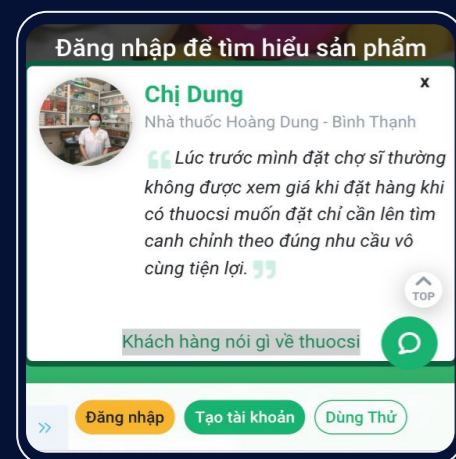 Đăng nhập để tìm hiểu sản phẩm
x
Chị Dung
Nhà thuốc Hoàng Dung - Bình Thạnh
Lúc trước mình đặt chợ sĩ thường
không được xem giá khi đặt hàng khi
có thuocsi muốn đặt chỉ cần lên tìm
canh chỉnh theo đúng nhu cầu vô
cùng tiện lợi.
TOP
Khách hàng nói gì về thuocsi
Đăng nhập
Tạo tài khoản
Dùng Thử